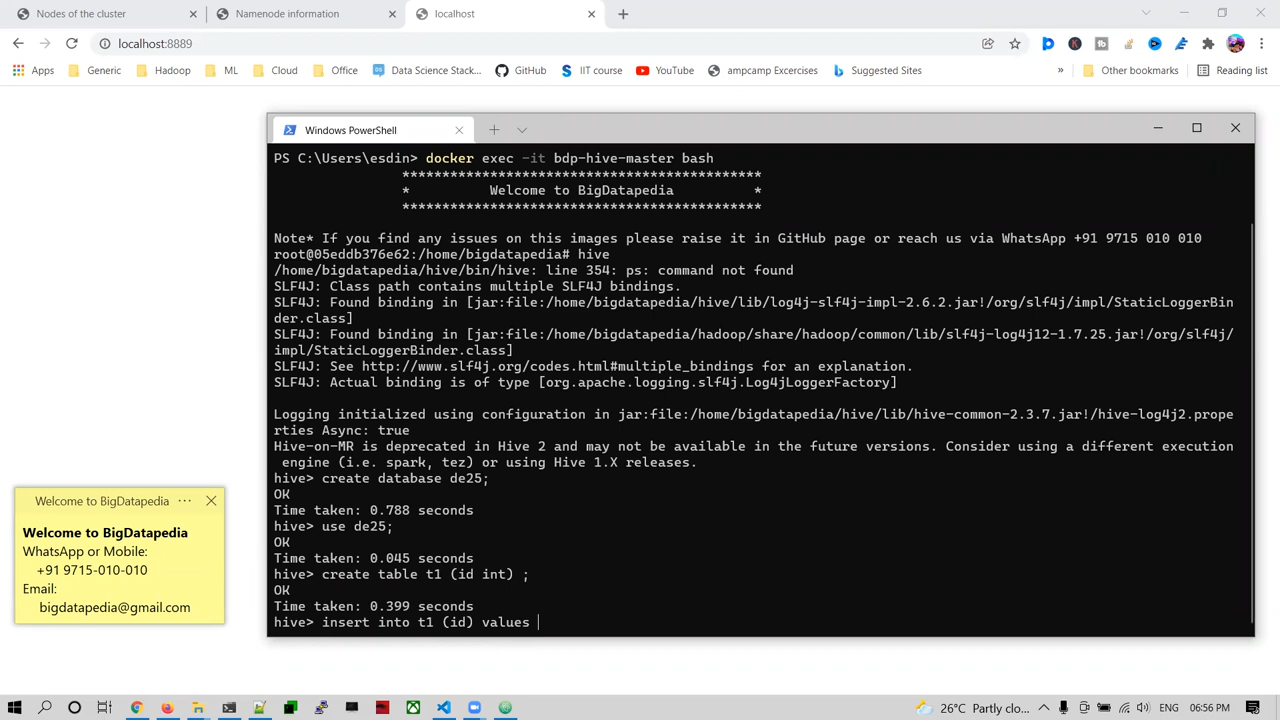 Nodes of the cluster
Namenode information
localhost
localhost:8889
Apps
Generic
Hadoop
ML
Cloud
Office
DS
Data Science Stack...
GitHub
IIT course
YouTube
ampcamp Excercises
Suggested Sites
»
Other bookmarks
Reading list
Windows PowerShell
PS C:\Users\esdin> docker exec -it bdp-hive-master bash
*********************************************
* Welcome to BigDatapedia *
*********************************************
Note* If you find any issues on this images please raise it in GitHub page or reach us via WhatsApp +91 9715 010 010
root@05eddb376e62:/home/bigdatapedia# hive
/home/bigdatapedia/hive/bin/hive: line 354: ps: command not found
SLF4J: Class path contains multiple SLF4J bindings.
SLF4J: Found binding in [jar:file:/home/bigdatapedia/hive/lib/log4j-slf4j-impl-2.6.2.jar!/org/slf4j/impl/StaticLoggerBin
der.class]
SLF4J: Found binding in [jar:file:/home/bigdatapedia/hadoop/share/hadoop/common/lib/slf4j-log4j12-1.7.25.jar!/org/slf4j/
impl/StaticLoggerBinder.class]
SLF4J: See http://www.slf4j.org/codes.html#multiple_bindings for an explanation.
SLF4J: Actual binding is of type [org.apache.logging.slf4j.Log4jLoggerFactory]
Logging initialized using configuration in jar:file:/home/bigdatapedia/hive/lib/hive-common-2.3.7.jar!/hive-log4j2.prope
rties Async: true
Hive-on-MR is deprecated in Hive 2 and may not be available in the future versions. Consider using a different execution
engine (i.e. spark, tez) or using Hive 1.X releases.
hive> create database de25;
OK
Time taken: 0.788 seconds
hive> use de25;
OK
Time taken: 0.045 seconds
hive> create table t1 (id int) ;
OK
Time taken: 0.399 seconds
hive> insert into t1 (id) values
Welcome to BigDatapedia ...
Welcome to BigDatapedia
WhatsApp or Mobile:
+91 9715-010-010
Email:
bigdatapedia@gmail.com
26°C Partly clo...
ENG
06:56 PM